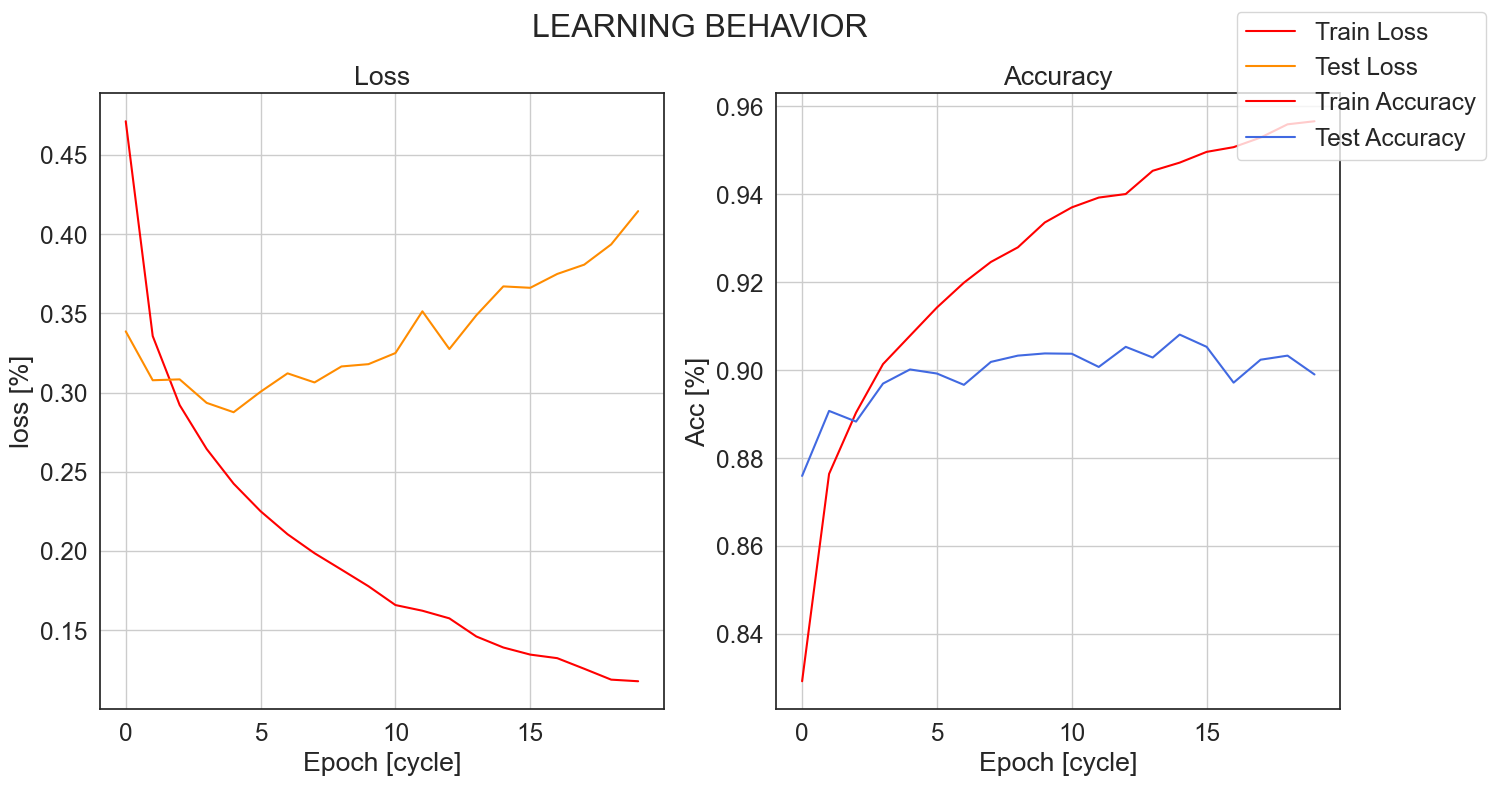 LEARNING BEHAVIOR
Train Loss
Test Loss
Train Accuracy
Test Accuracy
Loss
0.45
0.40
0.35
0.30
0.25
0.20
0.15
loss [%]
0
5
10
15
Epoch [cycle]
Accuracy
0.96
0.94
0.92
0.90
0.88
0.86
0.84
Acc [%]
0
5
10
15
Epoch [cycle]